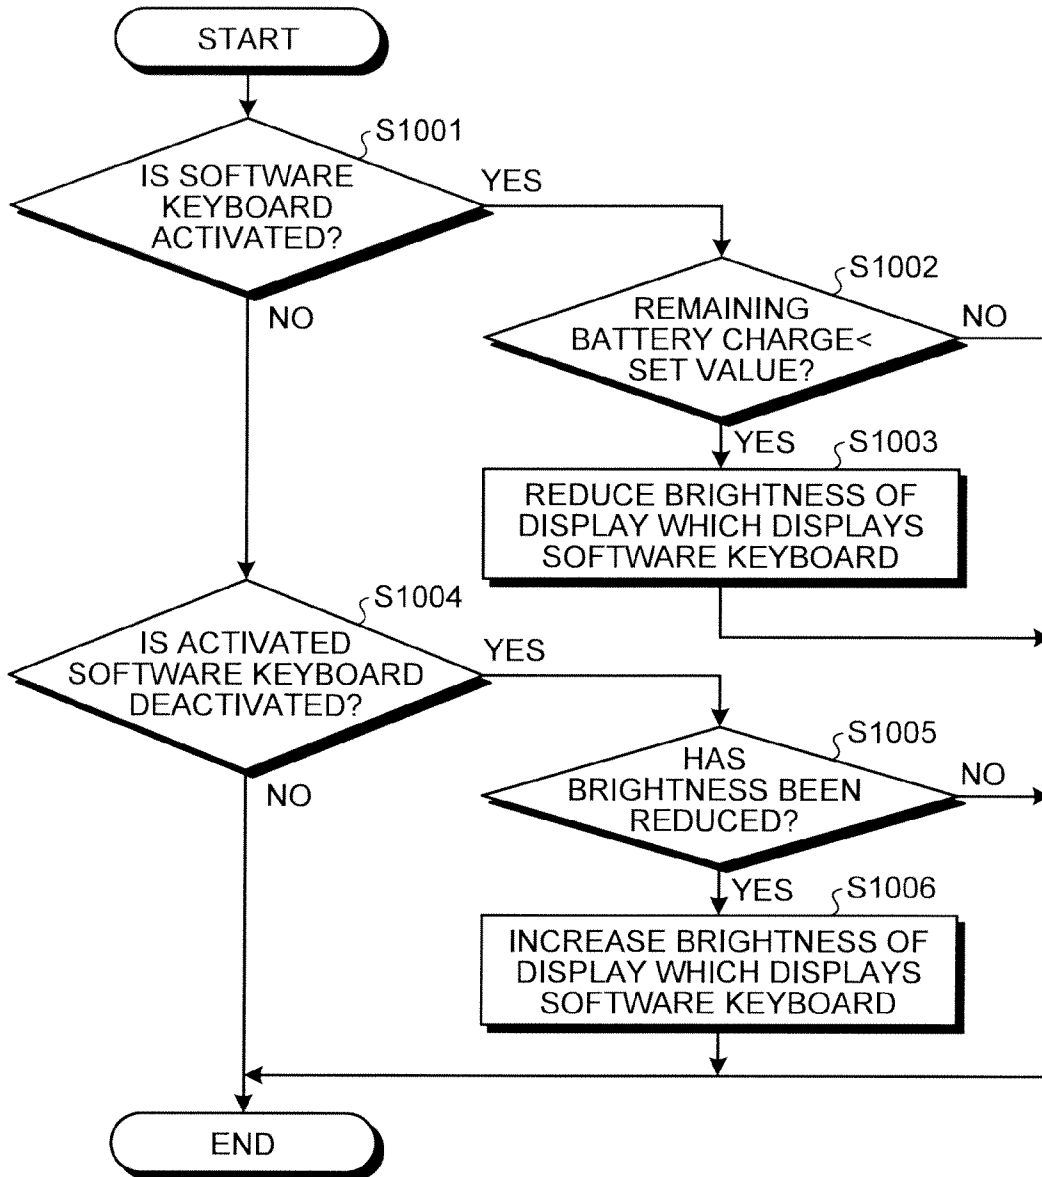 START
S1001
IS SOFTWARE
KEYBOARD
ACTIVATED?
YES
NO
S1002
REMAINING
BATTERY CHARGE<
SET VALUE?
NO
YES
S1003
REDUCE BRIGHTNESS OF
DISPLAY WHICH DISPLAYS
SOFTWARE KEYBOARD
S1004
IS ACTIVATED
SOFTWARE KEYBOARD
DEACTIVATED?
YES
NO
S1005
HAS
BRIGHTNESS BEEN
REDUCED?
NO
YES
S1006
INCREASE BRIGHTNESS OF
DISPLAY WHICH DISPLAYS
SOFTWARE KEYBOARD
END